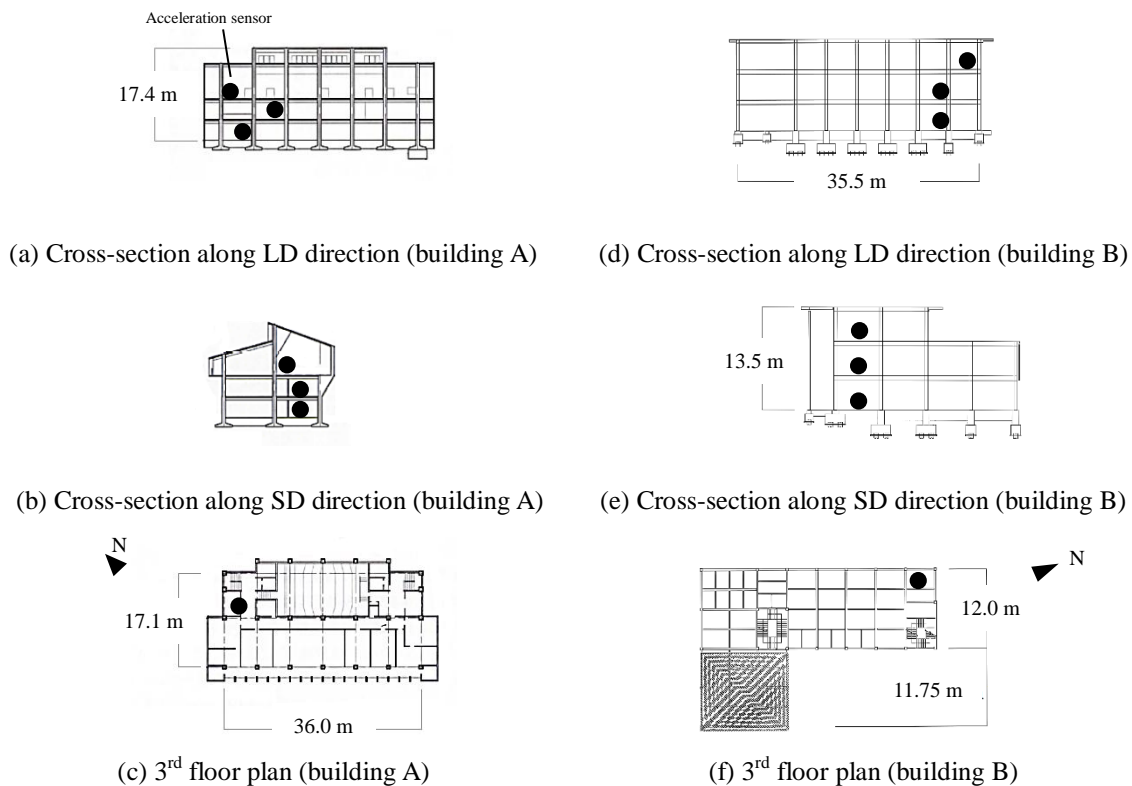 Acceleration sensor
17.4 m
35.5 m
(a) Cross-section along LD direction (building A)
(d) Cross-section along LD direction (building B)
13.5 m
(b) Cross-section along SD direction (building A)
(e) Cross-section along SD direction (building B)
N
17.1 m
36.0 m
N
12.0 m
11.75 m
(c) 3rd floor plan (building A)
(f) 3rd floor plan (building B)